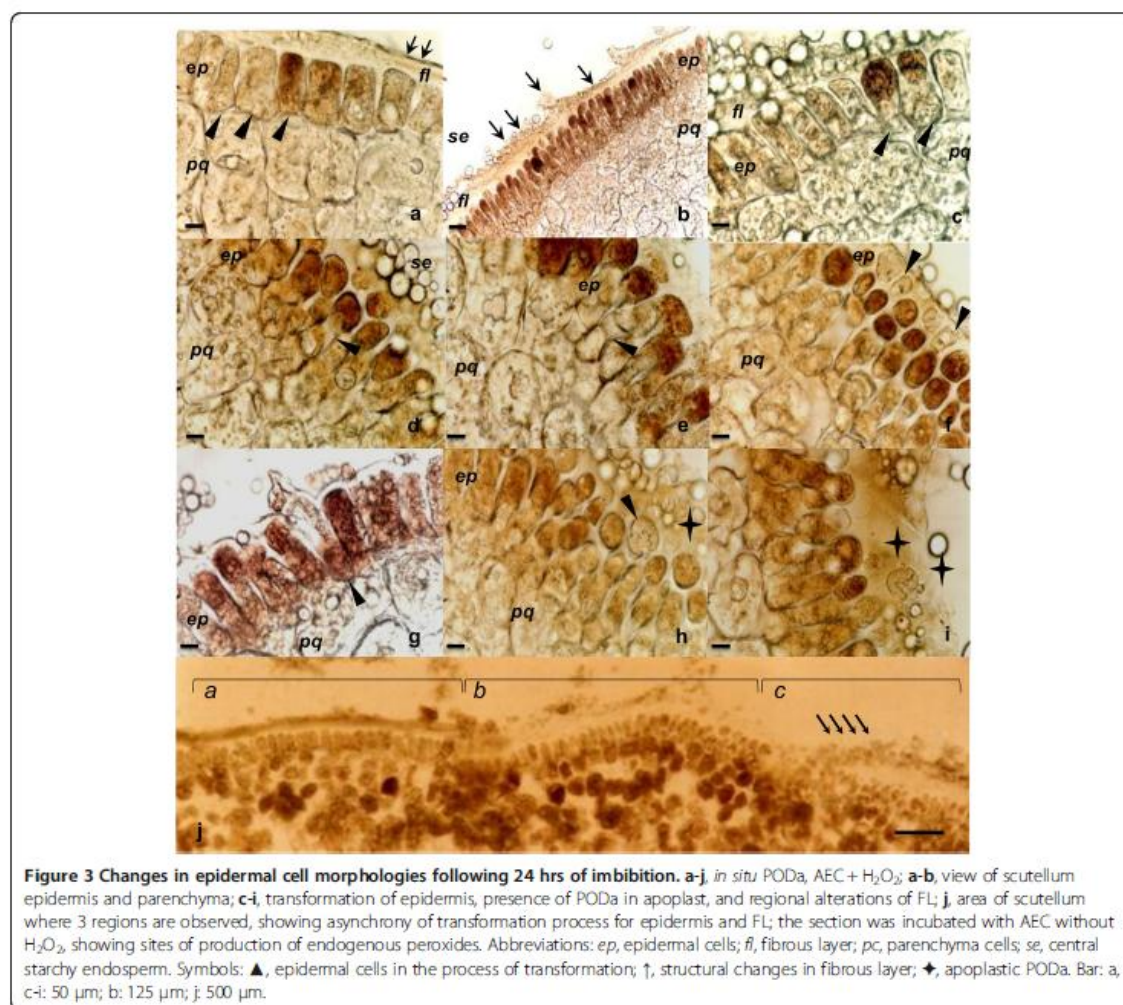 ep
fl
pq
a
ep
pq
se
fl
b
fl
ep
pq
c
ep
se
pq
d
ep
pq
e
ep
pq
f
ep
pq
g
ep
pq
h
i
a b c
j
Figure 3 Changes in epidermal cell morphologies following 24 hrs of imbibition. a-j, in situ PODa, AEC + H₂O₂; a-b, view of scutellum
epidermis and parenchyma; c-i, transformation of epidermis, presence of PODa in apoplast, and regional alterations of FL; j, area of scutellum
where 3 regions are observed, showing asynchrony of transformation process for epidermis and FL; the section was incubated with AEC without
H₂O₂, showing sites of production of endogenous peroxides. Abbreviations: ep, epidermal cells; fl, fibrous layer; pc, parenchyma cells; se, central
starchy endosperm. Symbols: ▲, epidermal cells in the process of transformation; ↑, structural changes in fibrous layer; ✦, apoplastic PODa. Bar: a,
c-i: 50 μm; b: 125 μm; j: 500 μm.